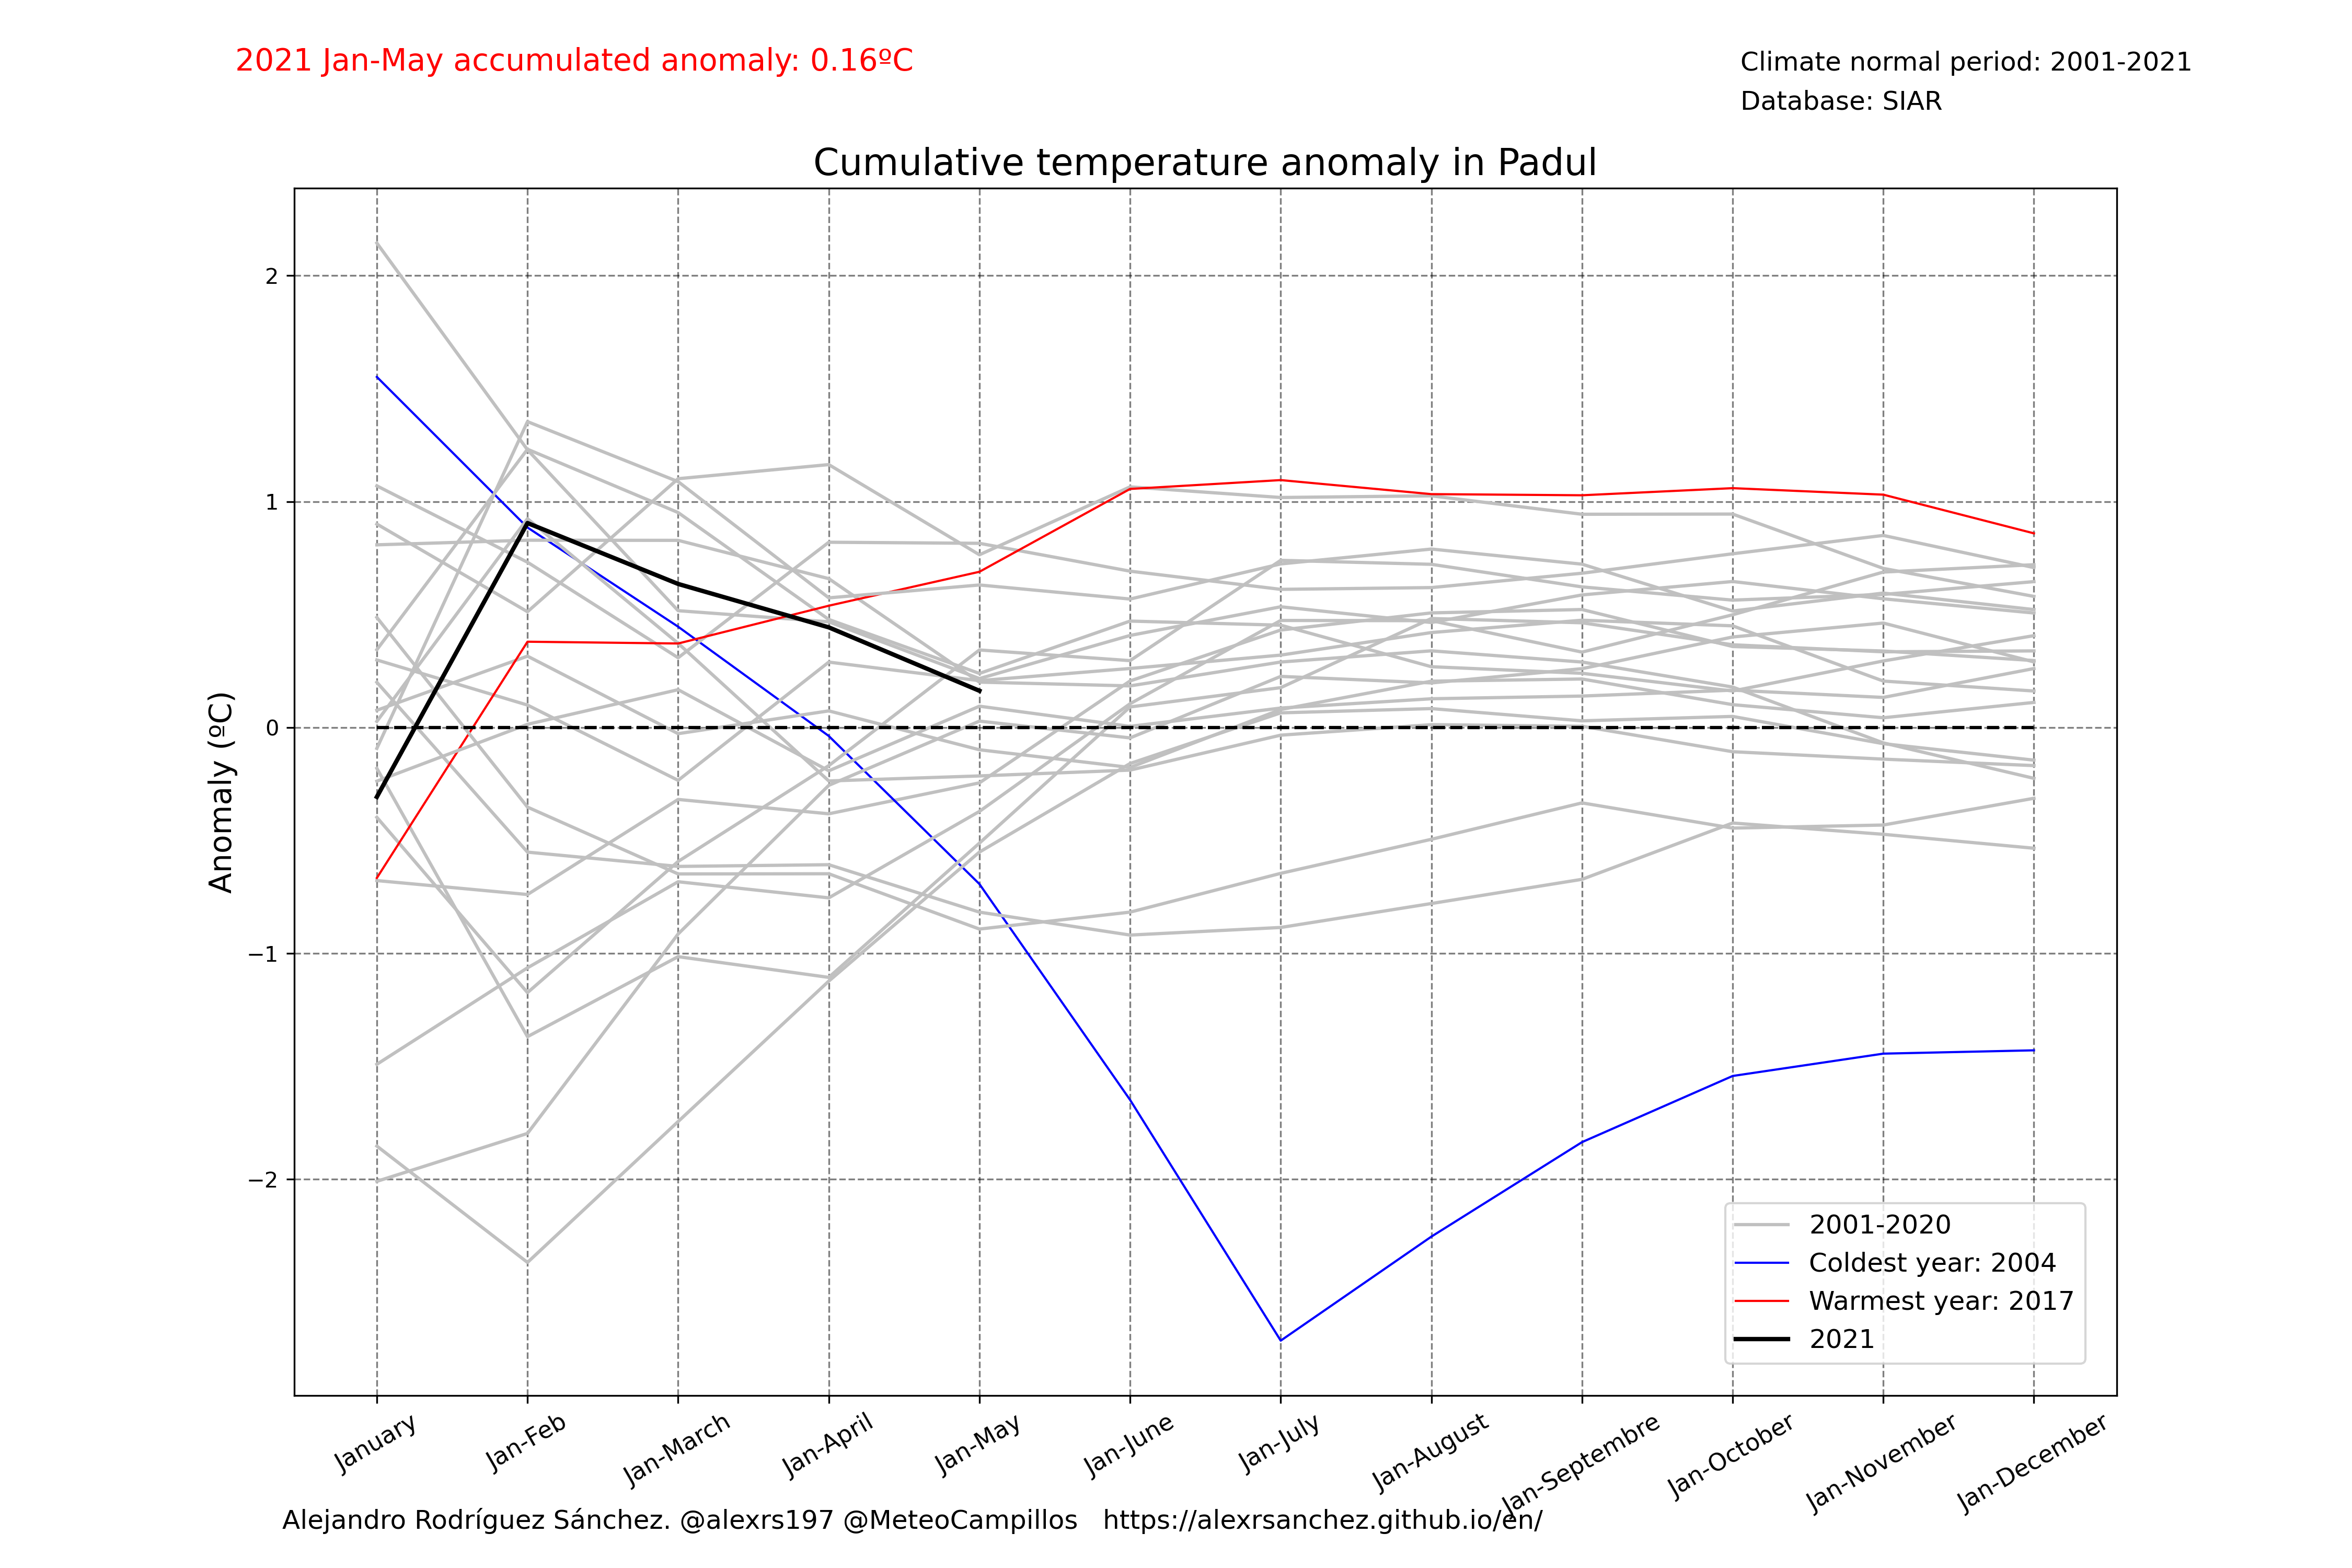 2021 Jan-May accumulated anomaly: 0.16ºC
Climate normal period: 2001-2021
Database: SIAR
Cumulative temperature anomaly in Padul
Anomaly (ºC)
2
1
0
−1
−2
2001-2020
Coldest year: 2004
Warmest year: 2017
2021
January
Jan-Feb
Jan-March
Jan-April
Jan-May
Jan-June
Jan-July
Jan-August
Jan-Septembre
Jan-October
Jan-November
Jan-December
Alejandro Rodríguez Sánchez. @alexrs197 @MeteoCampillos https://alexrsanchez.github.io/en/